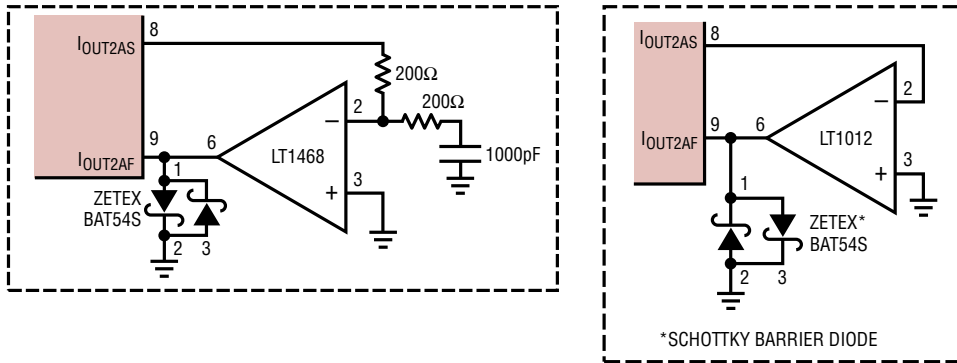 8
IOUT2AS
200Ω
200Ω
2
−
9
6
LT1468
1000pF
IOUT2AF
1
+
3
ZETEX
BAT54S
2
3
8
IOUT2AS
2
−
9
6
LT1012
IOUT2AF
3
+
1
ZETEX*
BAT54S
2
3
*SCHOTTKY BARRIER DIODE